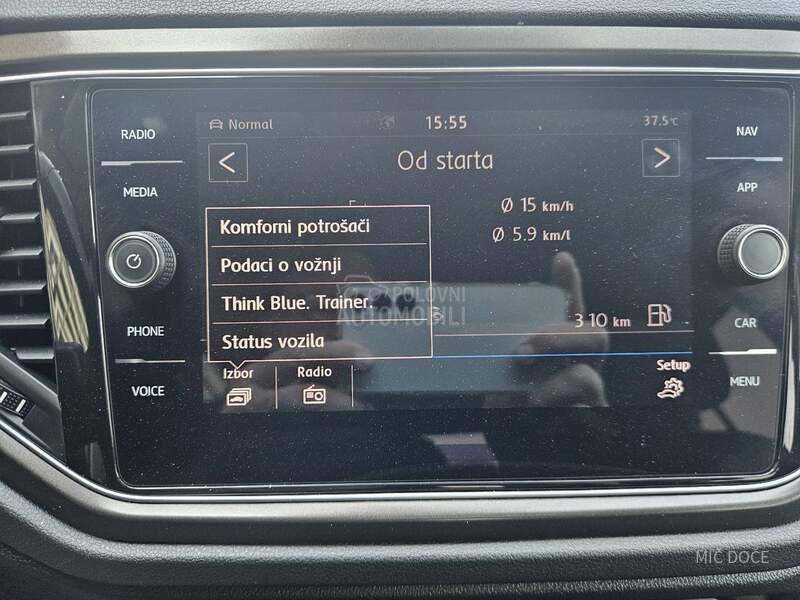 RADIO
MEDIA
PHONE
VOICE
Normal
15:55
37.5°C
<
Od starta
>
Ø 15 km/h
Ø 5.9 km/l
Komforni potrošači
Podaci o vožnji
Think Blue. Trainer.
Status vozila
310 km
Izbor
Radio
Setup
NAV
APP
CAR
MENU
POLOVNI
AUTOMOBILI
MIĆ DOCE